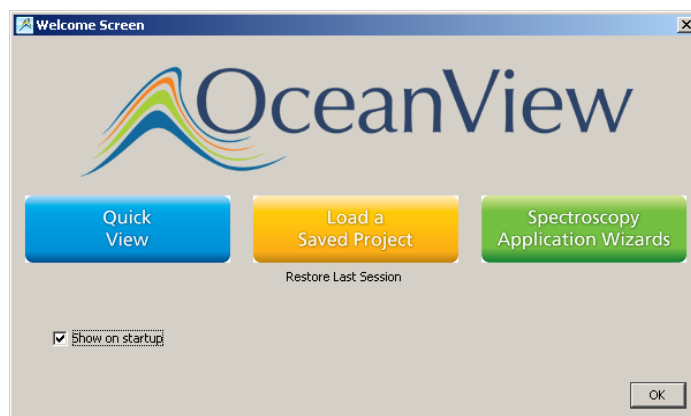 Welcome Screen
OceanView
Quick
View
Load a
Saved Project
Spectroscopy
Application Wizards
Restore Last Session
Show on startup
OK